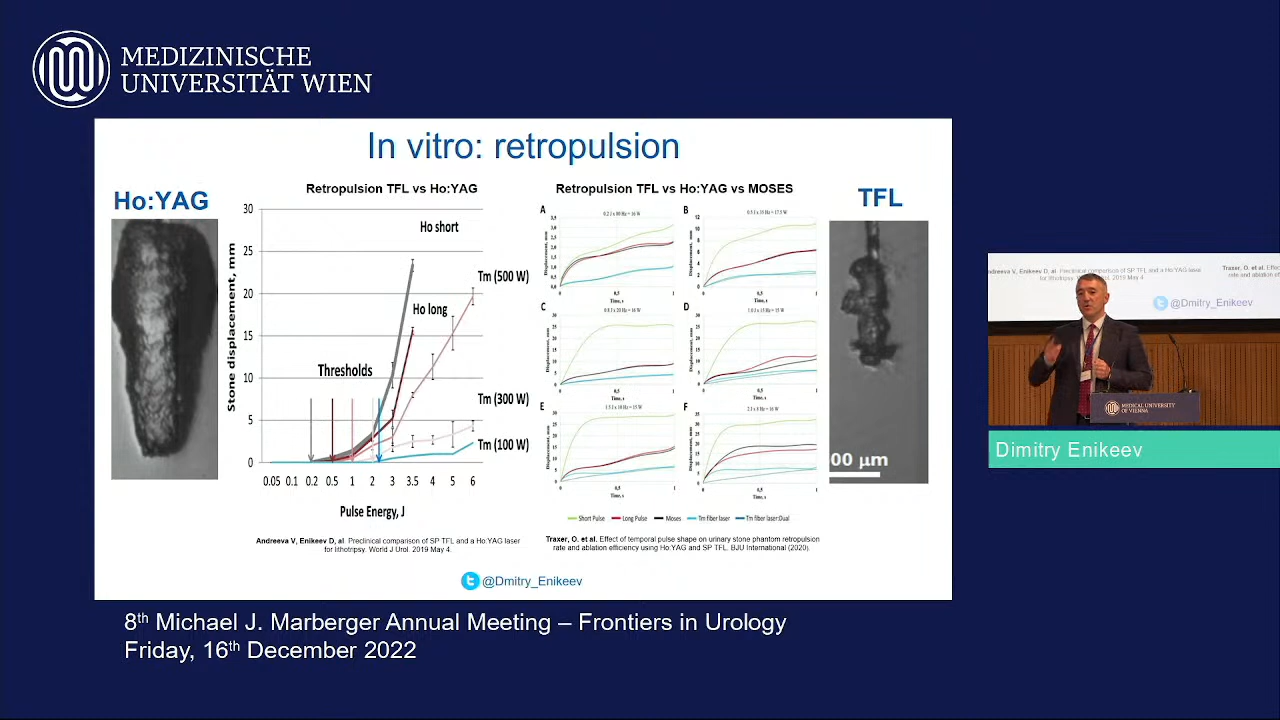 MEDIZINISCHE
UNIVERSITÄT WIEN
In vitro: retropulsion
Ho:YAG
Retropulsion TFL vs Ho:YAG
Stone displacement, mm
30
25
20
15
10
5
0
Ho short
Tm (500 W)
Ho long
Thresholds
Tm (300 W)
Tm (100 W)
0.05 0.1 0.2 0.5 1 2 3 3.5 4 5 6
Pulse Energy, J
Andreeva V, Enikeev D, al Preclinical comparison of SP TFL and a Ho:YAG laser
for lithotripsy. World J Urol. 2019 May 4.
Retropulsion TFL vs Ho:YAG vs MOSES
A
B
C
D
E
F
Displacement, mm
Time, s
Short Pulse
Long Pulse
Moses
Tm fiber laser
Tm fiber laser:Dual
Traxer, O. et al. Effect of temporal pulse shape on urinary stone phantom retropulsion
rate and ablation efficiency using Ho:YAG and SP TFL. BJU International (2020).
TFL
00 µm
@Dmitry_Enikeev
@Dmitry_Enikeev
MEDICAL UNIVERSITY
OF VIENNA
Dimitry Enikeev
8th Michael J. Marberger Annual Meeting – Frontiers in Urology
Friday, 16th December 2022